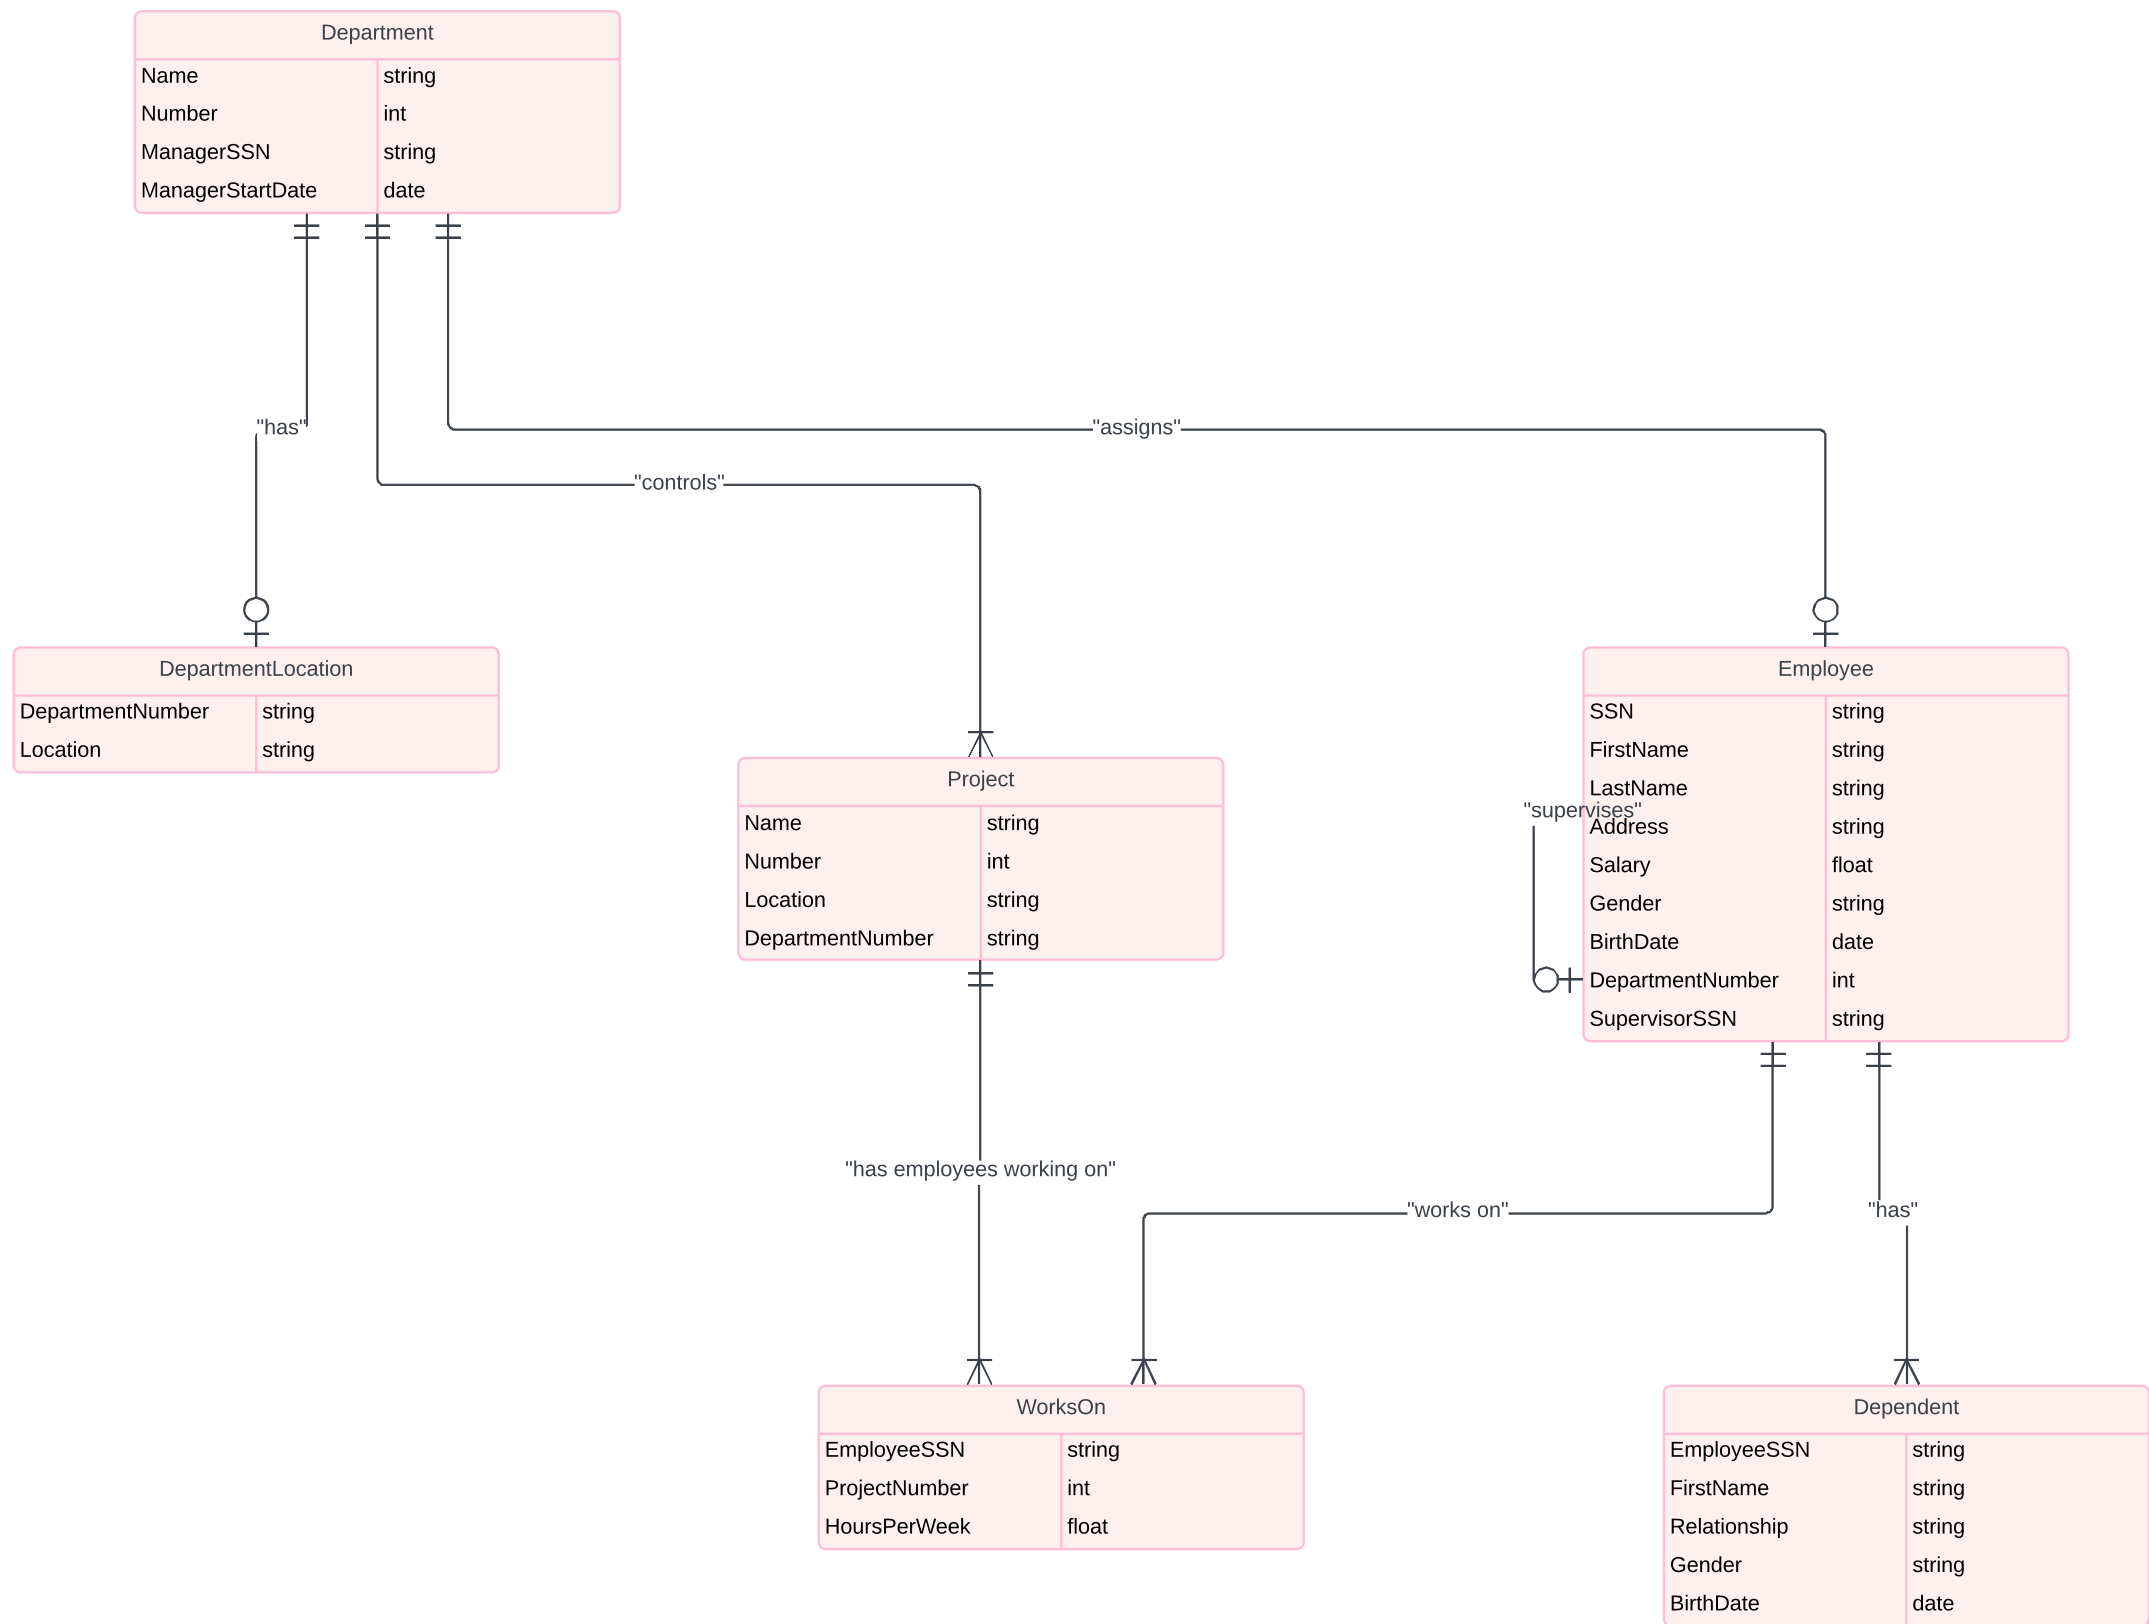 Department
Name string
Number int
ManagerSSN string
ManagerStartDate date
"has"
"assigns"
"controls"
DepartmentLocation
DepartmentNumber string
Location string
Employee
SSN string
FirstName string
LastName string
"supervises"
Address string
Salary float
Gender string
BirthDate date
DepartmentNumber int
SupervisorSSN string
Project
Name string
Number int
Location string
DepartmentNumber string
"has employees working on"
"works on"
"has"
WorksOn
EmployeeSSN string
ProjectNumber int
HoursPerWeek float
Dependent
EmployeeSSN string
FirstName string
Relationship string
Gender string
BirthDate date